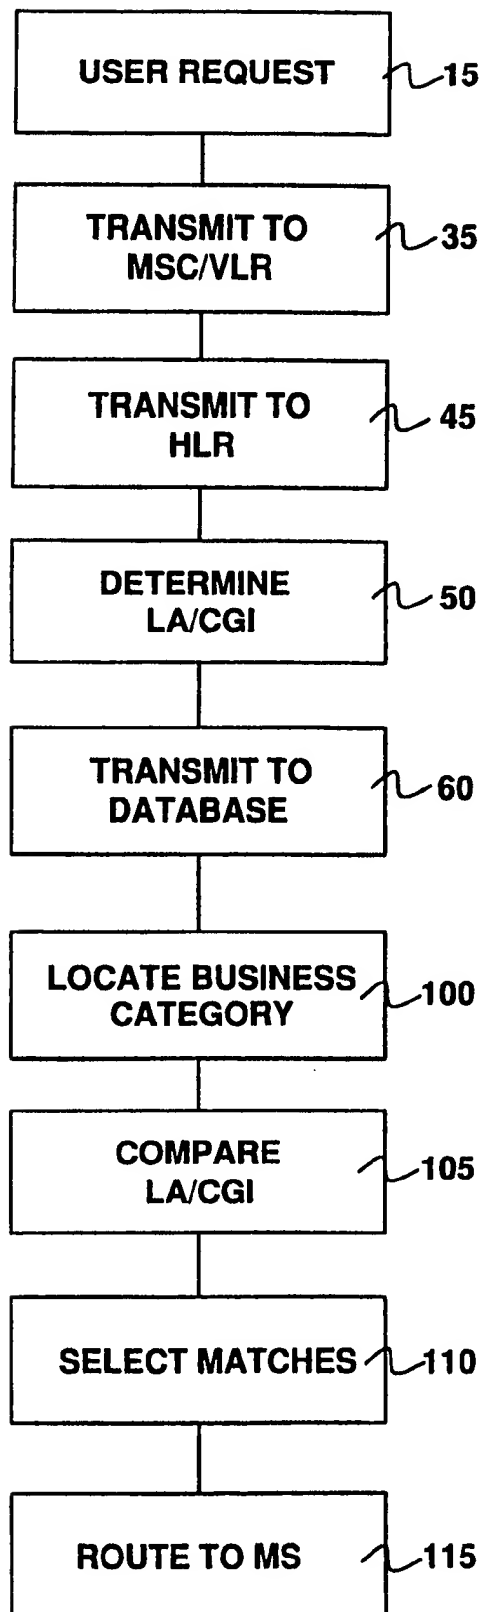 USER REQUEST
15
TRANSMIT TO
MSC/VLR
35
TRANSMIT TO
HLR
45
DETERMINE
LA/CGI
50
TRANSMIT TO
DATABASE
60
LOCATE BUSINESS
CATEGORY
100
COMPARE
LA/CGI
105
SELECT MATCHES
110
ROUTE TO MS
115